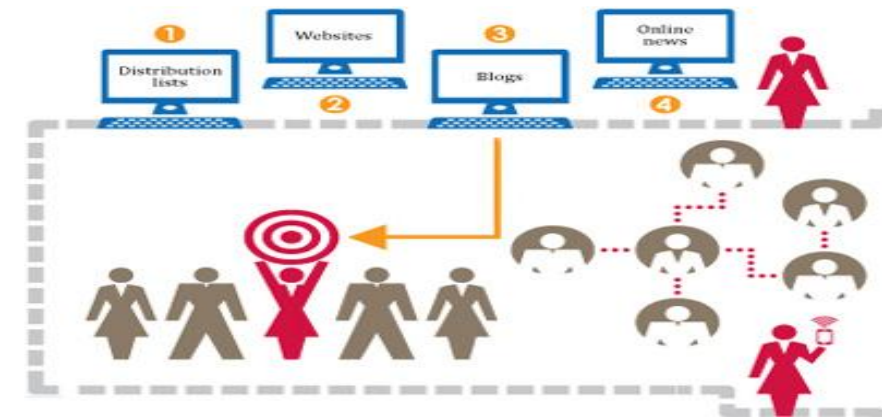 1
Distribution
lists
Websites
2
3
Blogs
Online
news
4